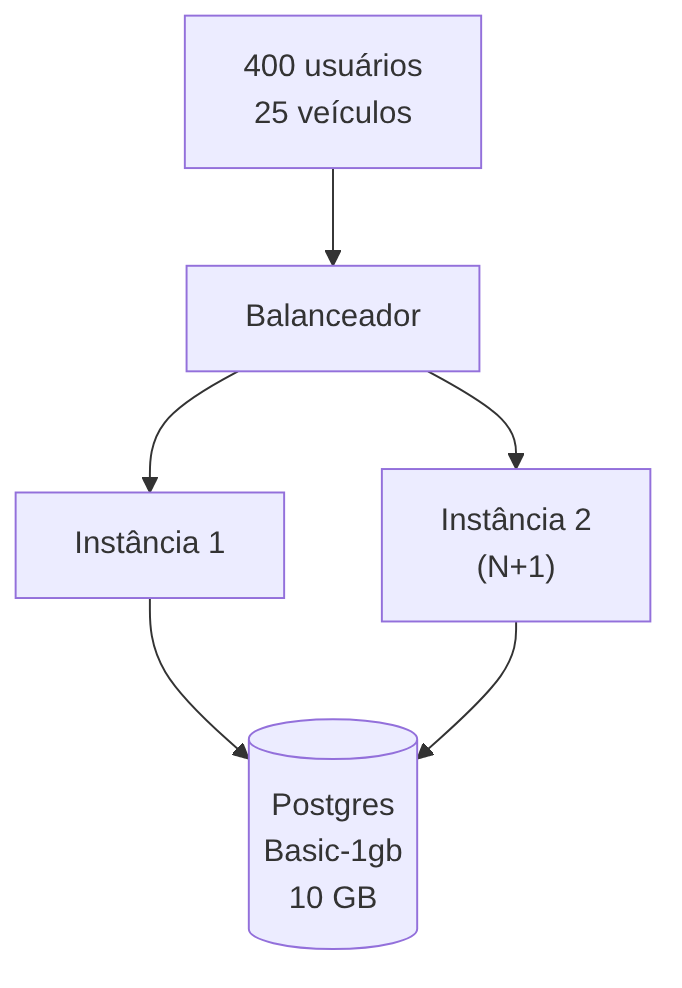 400 usuários
25 veículos
Balanceador
Instância 1
Instância 2
(N+1)
Postgres
Basic-1gb
10 GB